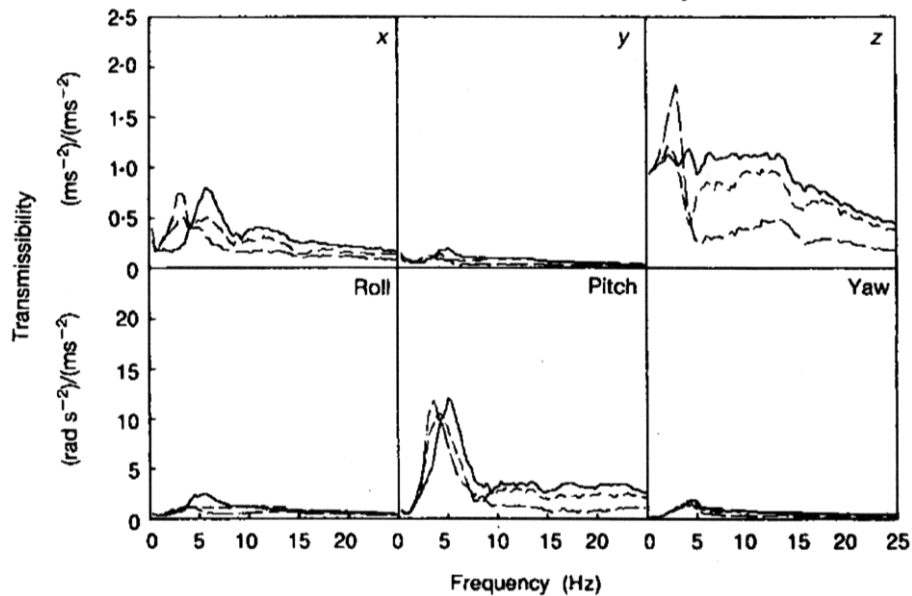 2·5
x
y
z
2·0
1·5
1·0
0·5
0
Transmissibility
(ms⁻²)/(ms⁻²)
Roll
Pitch
Yaw
20
15
10
5
0
(rad s⁻²)/(ms⁻²)
0 5 10 15 20 0 5 10 15 20 0 5 10 15 20 25
Frequency (Hz)